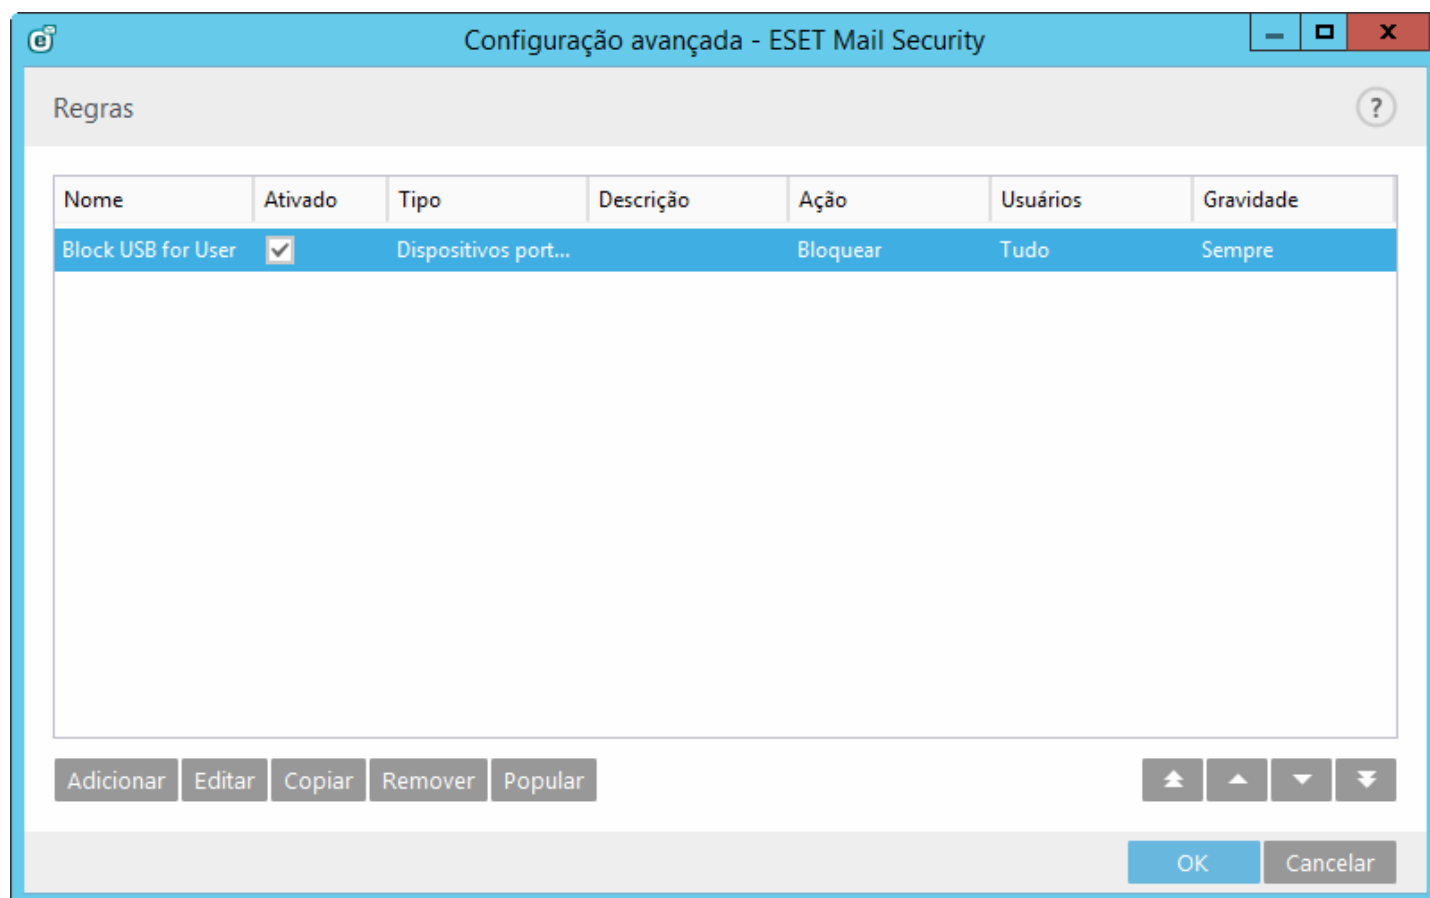 Configuração avançada - ESET Mail Security
Regras ?
Nome Ativado Tipo Descrição Ação Usuários Gravidade
Block USB for User Dispositivos port... Bloquear Tudo Sempre
Adicionar Editar Copiar Remover Popular
OK Cancelar